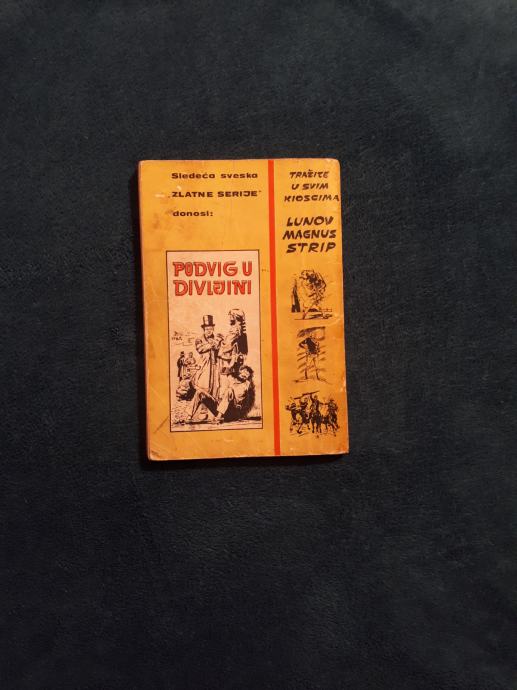 Sledeća sveska
„ZLATNE SERIJE"
donosi:
PODVIG U
DIVLJINI
TRAŽITE
U SVIM
KIOSCIMA
LUNOV
MAGNUS
STRIP